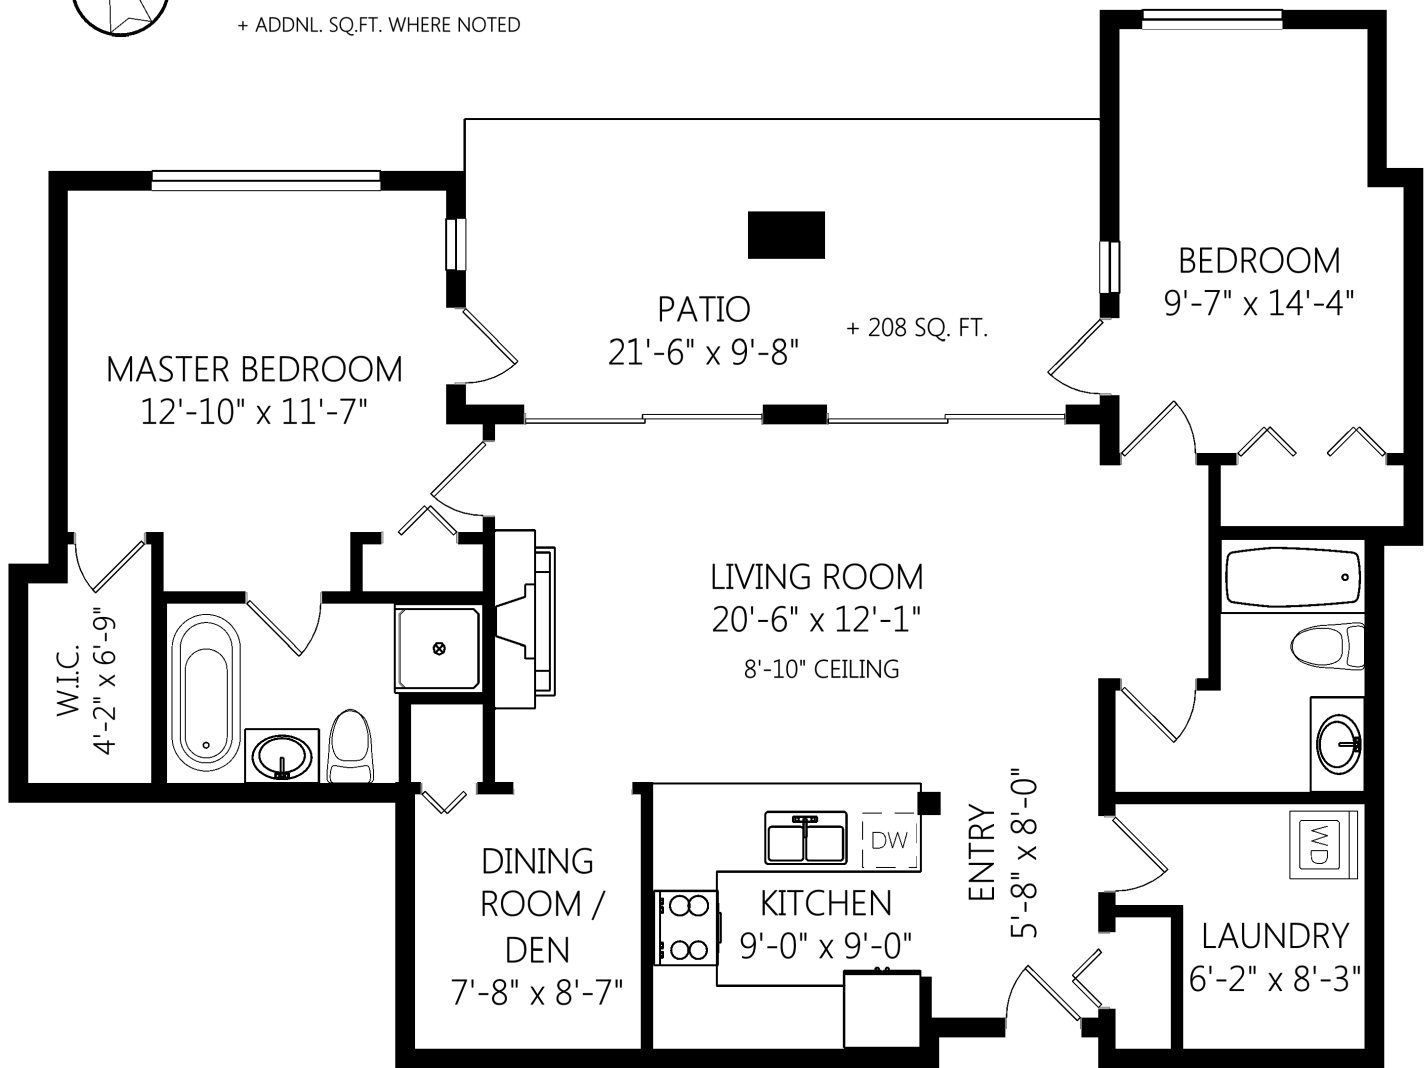 + ADDNL. SQ.FT. WHERE NOTED
BEDROOM
9'-7" x 14'-4"
PATIO
21'-6" x 9'-8"
+ 208 SQ. FT.
MASTER BEDROOM
12'-10" x 11'-7"
LIVING ROOM
20'-6" x 12'-1"
8'-10" CEILING
W.I.C.
4'-2" x 6'-9"
DINING
ROOM /
DEN
7'-8" x 8'-7"
DW
KITCHEN
9'-0" x 9'-0"
ENTRY
5'-8" x 8'-0"
WD
LAUNDRY
6'-2" x 8'-3"